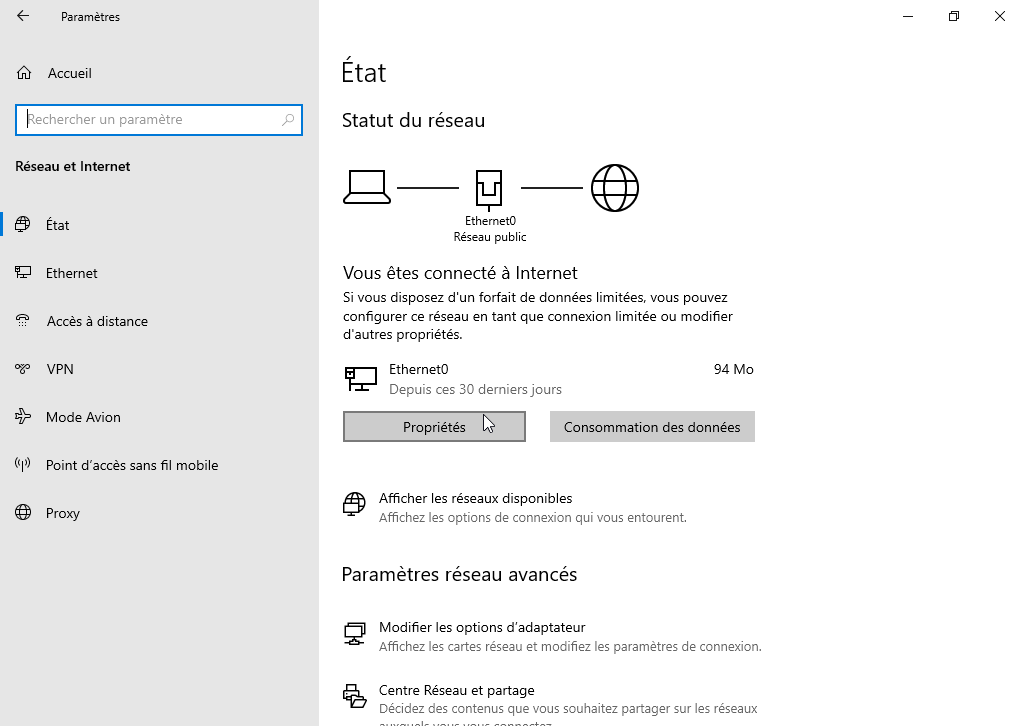 Paramètres
Accueil
Rechercher un paramètre
Réseau et Internet
État
Ethernet
Accès à distance
VPN
Mode Avion
Point d’accès sans fil mobile
Proxy
État
Statut du réseau
Ethernet0
Réseau public
Vous êtes connecté à Internet
Si vous disposez d'un forfait de données limitées, vous pouvez
configurer ce réseau en tant que connexion limitée ou modifier
d'autres propriétés.
Ethernet0 94 Mo
Depuis ces 30 derniers jours
Propriétés Consommation des données
Afficher les réseaux disponibles
Affichez les options de connexion qui vous entourent.
Paramètres réseau avancés
Modifier les options d’adaptateur
Affichez les cartes réseau et modifiez les paramètres de connexion.
Centre Réseau et partage
Décidez des contenus que vous souhaitez partager sur les réseaux
auxquels vous vous connectez.